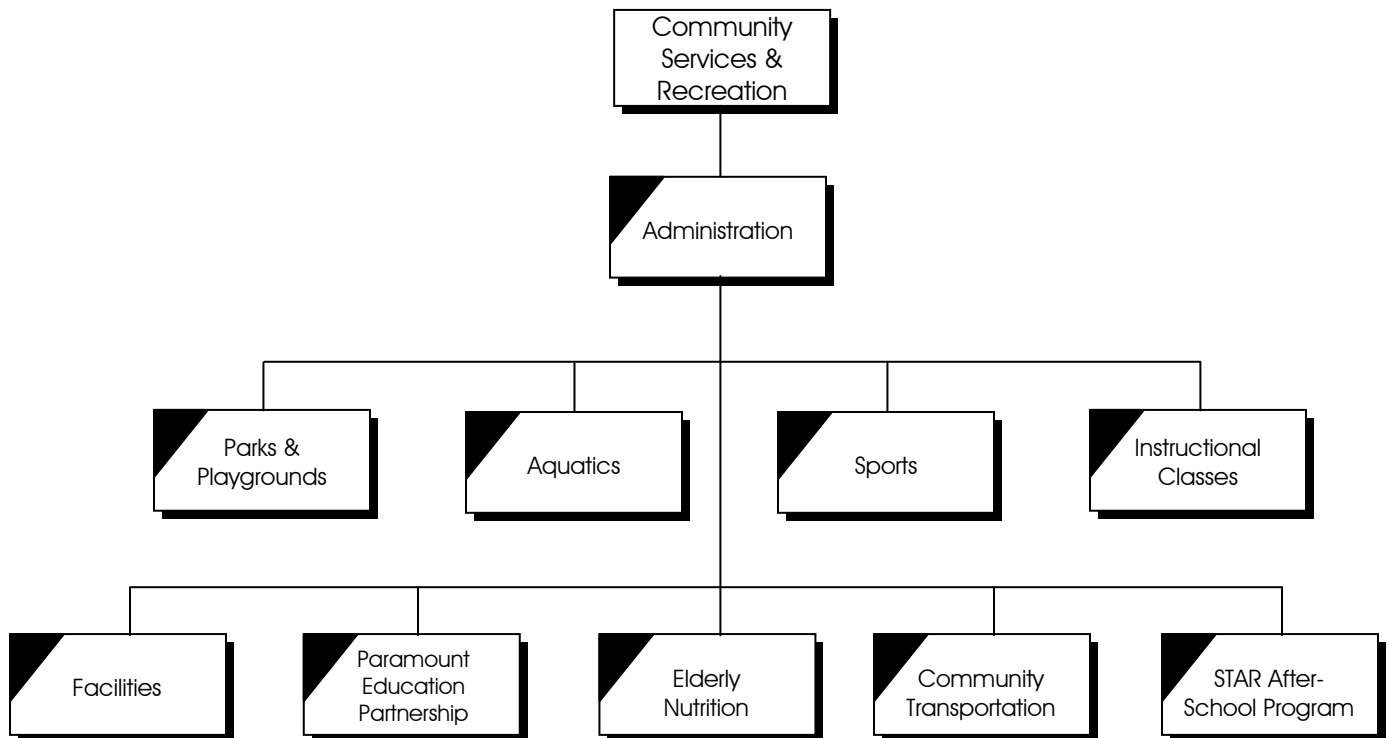 Community
Services &
Recreation
Administration
Parks &
Playgrounds
Aquatics
Sports
Instructional
Classes
Facilities
Paramount
Education
Partnership
Elderly
Nutrition
Community
Transportation
STAR After-
School Program